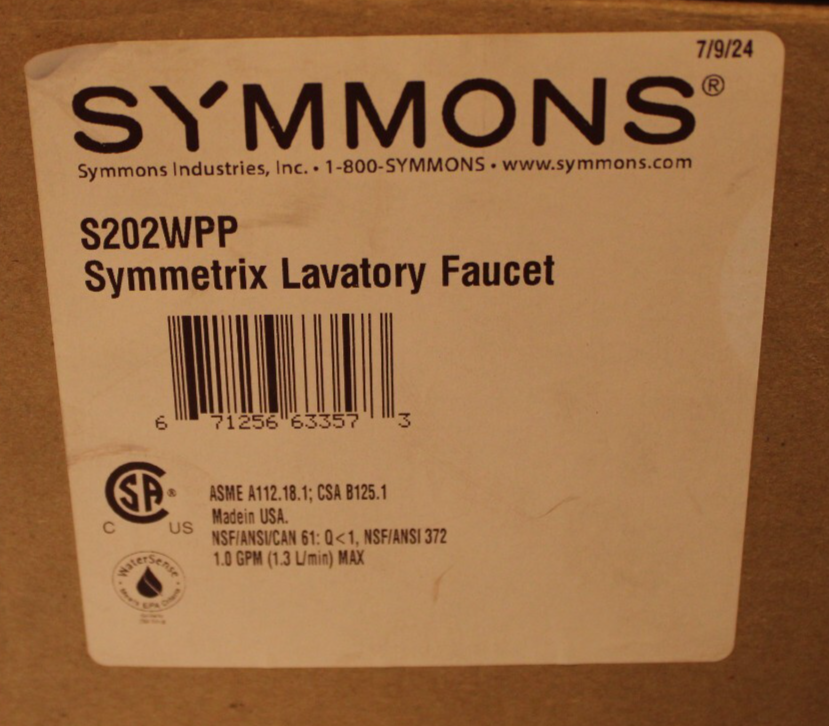 7/9/24
SYMMONS®
Symmons Industries, Inc. • 1-800-SYMMONS • www.symmons.com
S202WPP
Symmetrix Lavatory Faucet
6 71256 63357 3
CSA®
C US
ASME A112.18.1; CSA B125.1
Madein USA.
NSF/ANSI/CAN 61: Q<1, NSF/ANSI 372
1.0 GPM (1.3 L/min) MAX
WaterSense
EPA